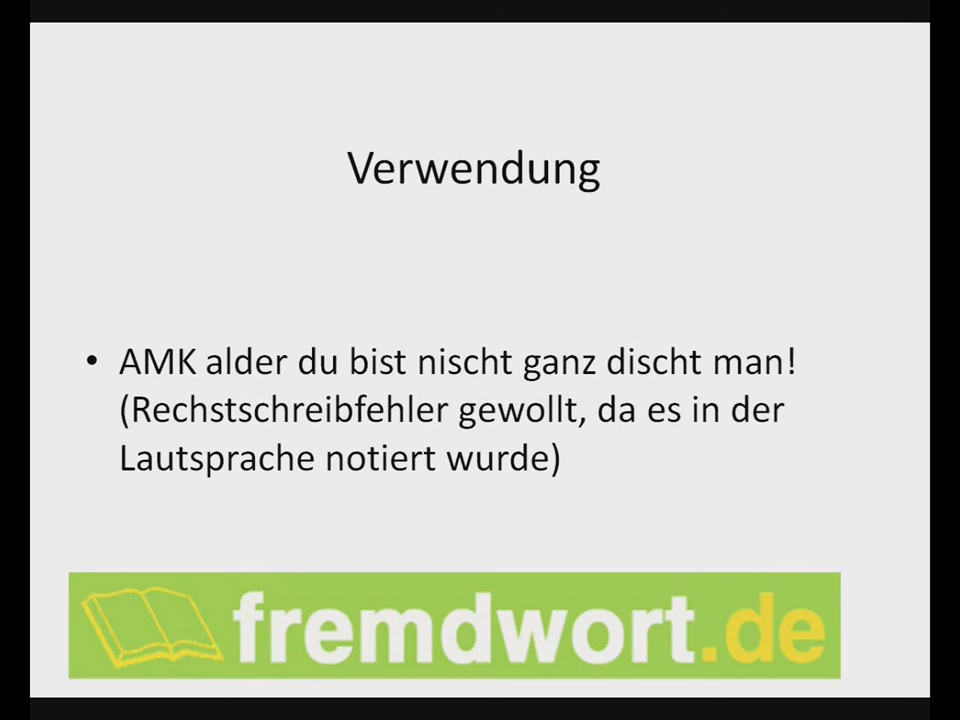 Verwendung
• AMK alder du bist nischt ganz discht man!
(Rechstschreibfehler gewollt, da es in der
Lautsprache notiert wurde)
fremdwort.de